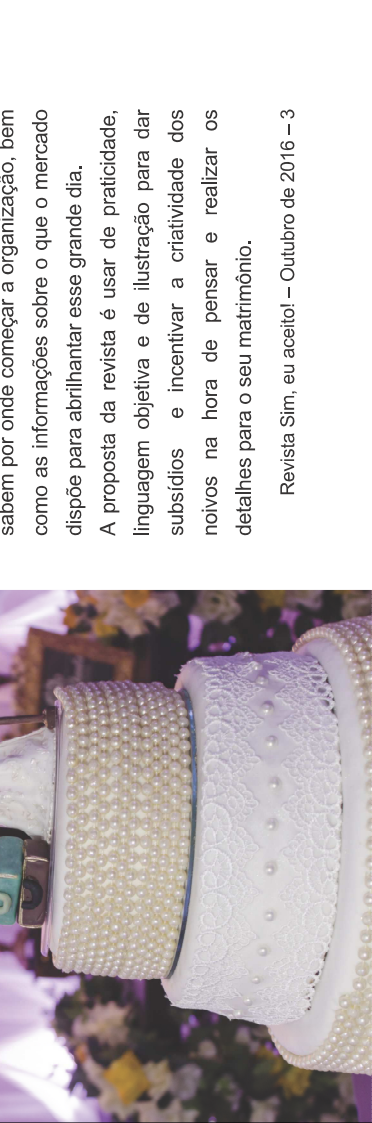 sabem por onde começar a organização, bem
como as informações sobre o que o mercado
dispõe para abrilhantar esse grande dia.
A proposta da revista é usar de praticidade,
linguagem objetiva e de ilustração para dar
subsídios e incentivar a criatividade dos
noivos na hora de pensar e realizar os
detalhes para o seu matrimônio.
Revista Sim, eu aceito! – Outubro de 2016 – 3